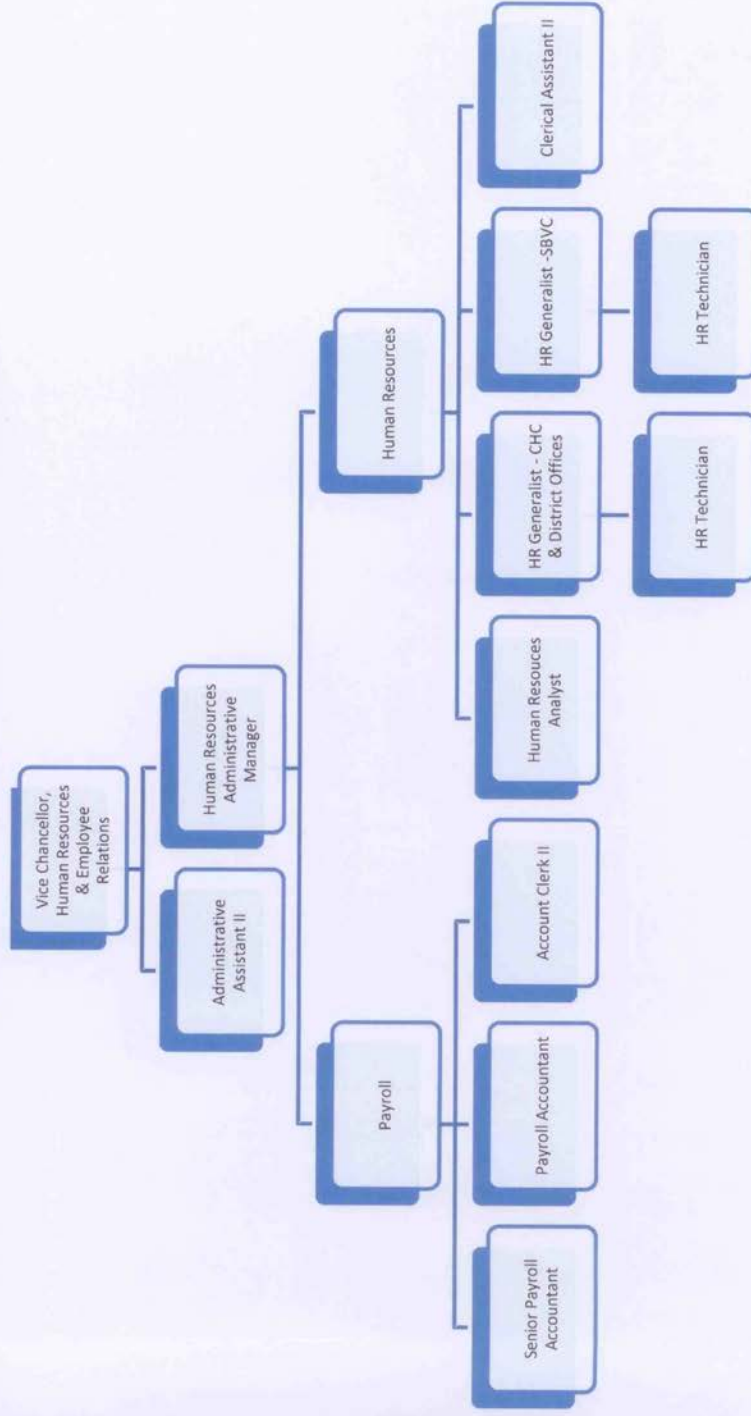 Vice Chancellor,
Human Resources
& Employee
Relations
Administrative
Assistant II
Human Resources
Administrative
Manager
Payroll
Human Resources
Senior Payroll
Accountant
Payroll Accountant
Account Clerk II
Human Resouces
Analyst
HR Generalist - CHC
& District Offices
HR Generalist -SBVC
Clerical Assistant II
HR Technician
HR Technician